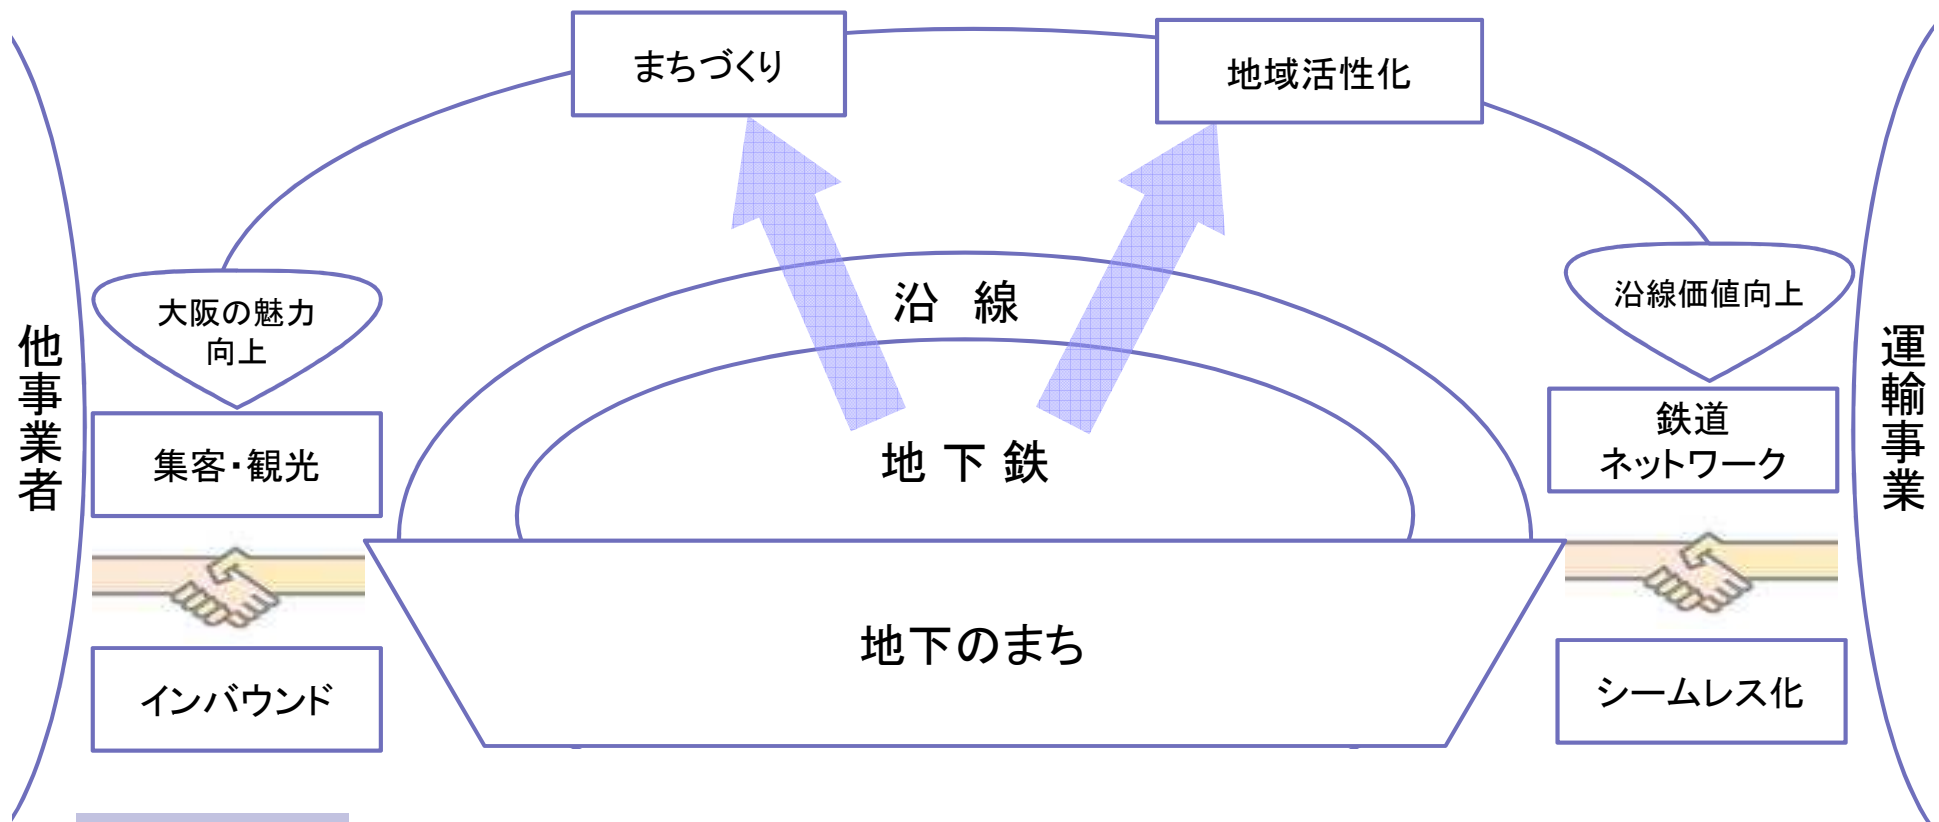 まちづくり
地域活性化
沿 線
大阪の魅力
向上
沿線価値向上
他事業者
運輸事業
集客・観光
地 下 鉄
鉄道
ネットワーク
地下のまち
インバウンド
シームレス化